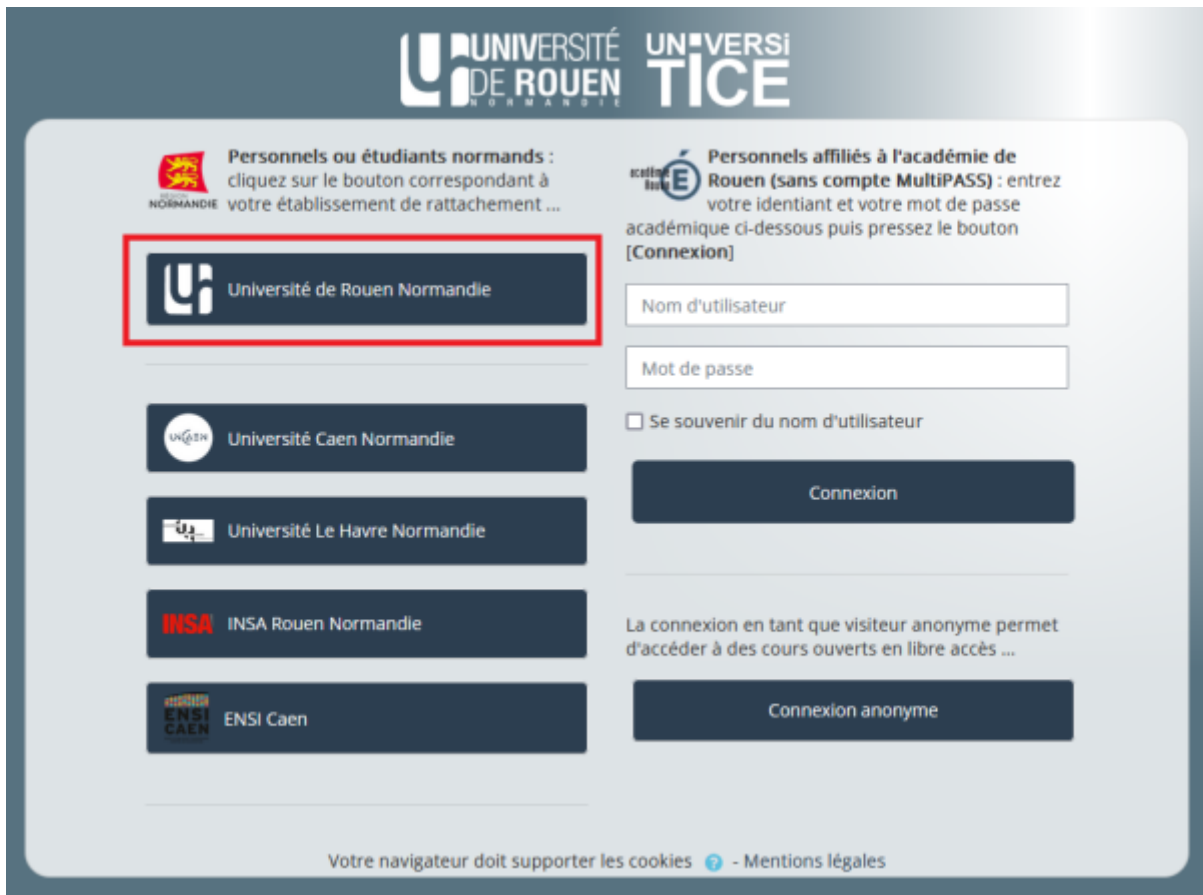 UNIVERSITÉ
DE ROUEN
NORMANDIE
UNIVERSi
TICE
Personnels ou étudiants normands :
cliquez sur le bouton correspondant à
votre établissement de rattachement ...
NORMANDIE
Université de Rouen Normandie
UNICAEN
Université Caen Normandie
Université Le Havre Normandie
INSA
INSA Rouen Normandie
ENSI
CAEN
ENSI Caen
académie
Rouen
Personnels affiliés à l'académie de
Rouen (sans compte MultiPASS) : entrez
votre identiant et votre mot de passe
académique ci-dessous puis pressez le bouton
[Connexion]
Nom d'utilisateur
Mot de passe
Se souvenir du nom d'utilisateur
Connexion
La connexion en tant que visiteur anonyme permet
d'accéder à des cours ouverts en libre accès ...
Connexion anonyme
Votre navigateur doit supporter les cookies ? - Mentions légales